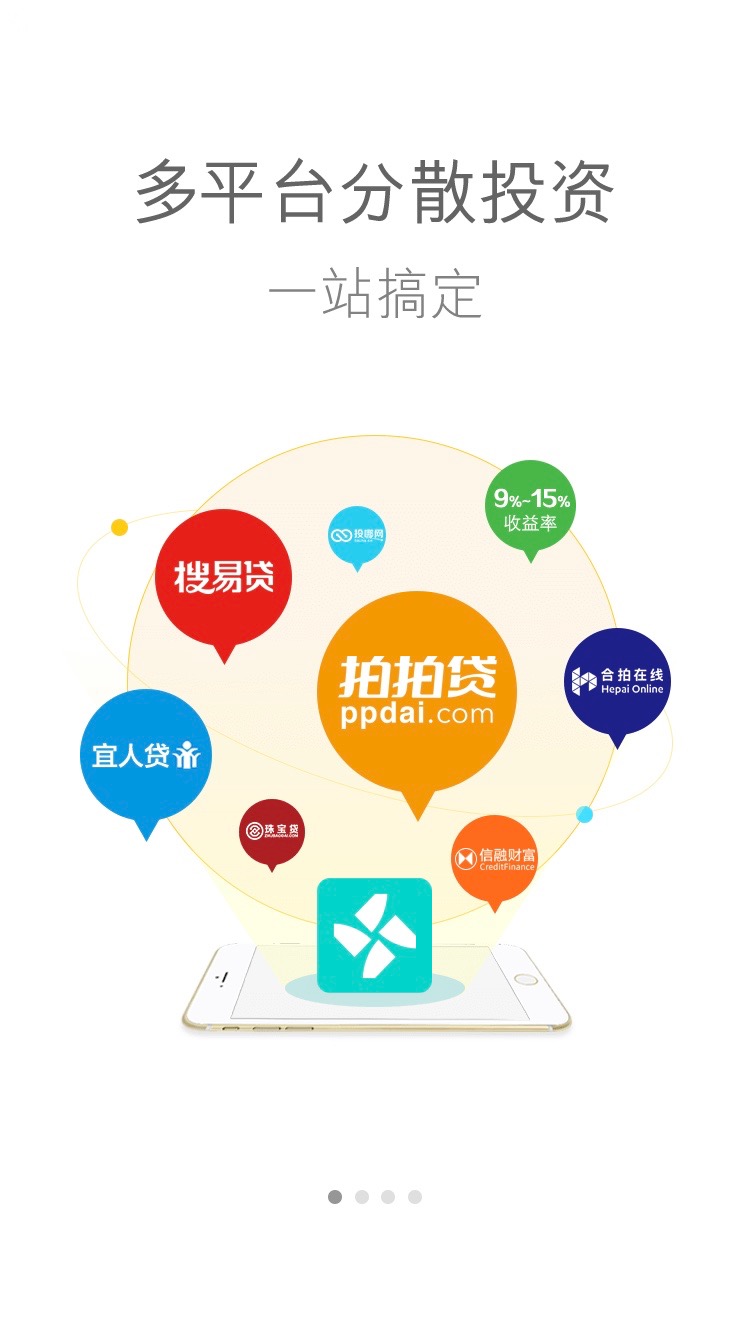 多平台分散投资
一站搞定
9%~15%
收益率
投哪网
搜易贷
合拍在线
Hepai Online
拍拍贷
ppdai.com
宜人贷
珠宝贷
ZHUBAODAI.COM
信融财富
CreditFinance